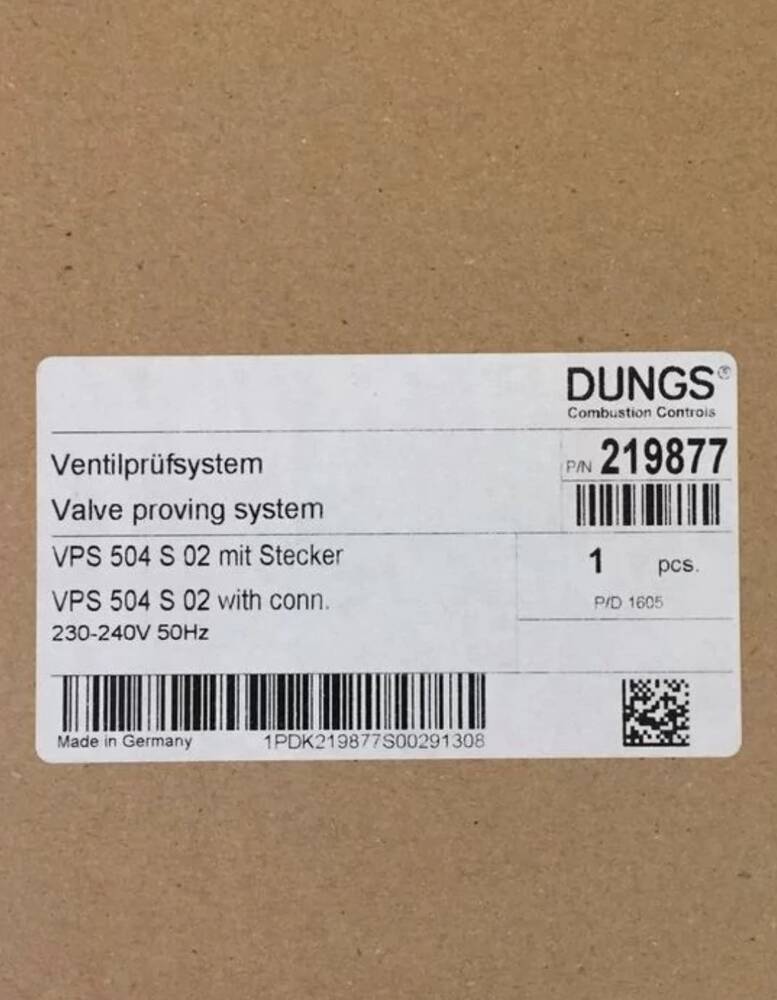 DUNGS®
Combustion Controls
Ventilprüfsystem
P/N 219877
Valve proving system
VPS 504 S 02 mit Stecker
1 pcs.
VPS 504 S 02 with conn.
P/D 1605
230-240V 50Hz
Made in Germany 1PDK219877S00291308